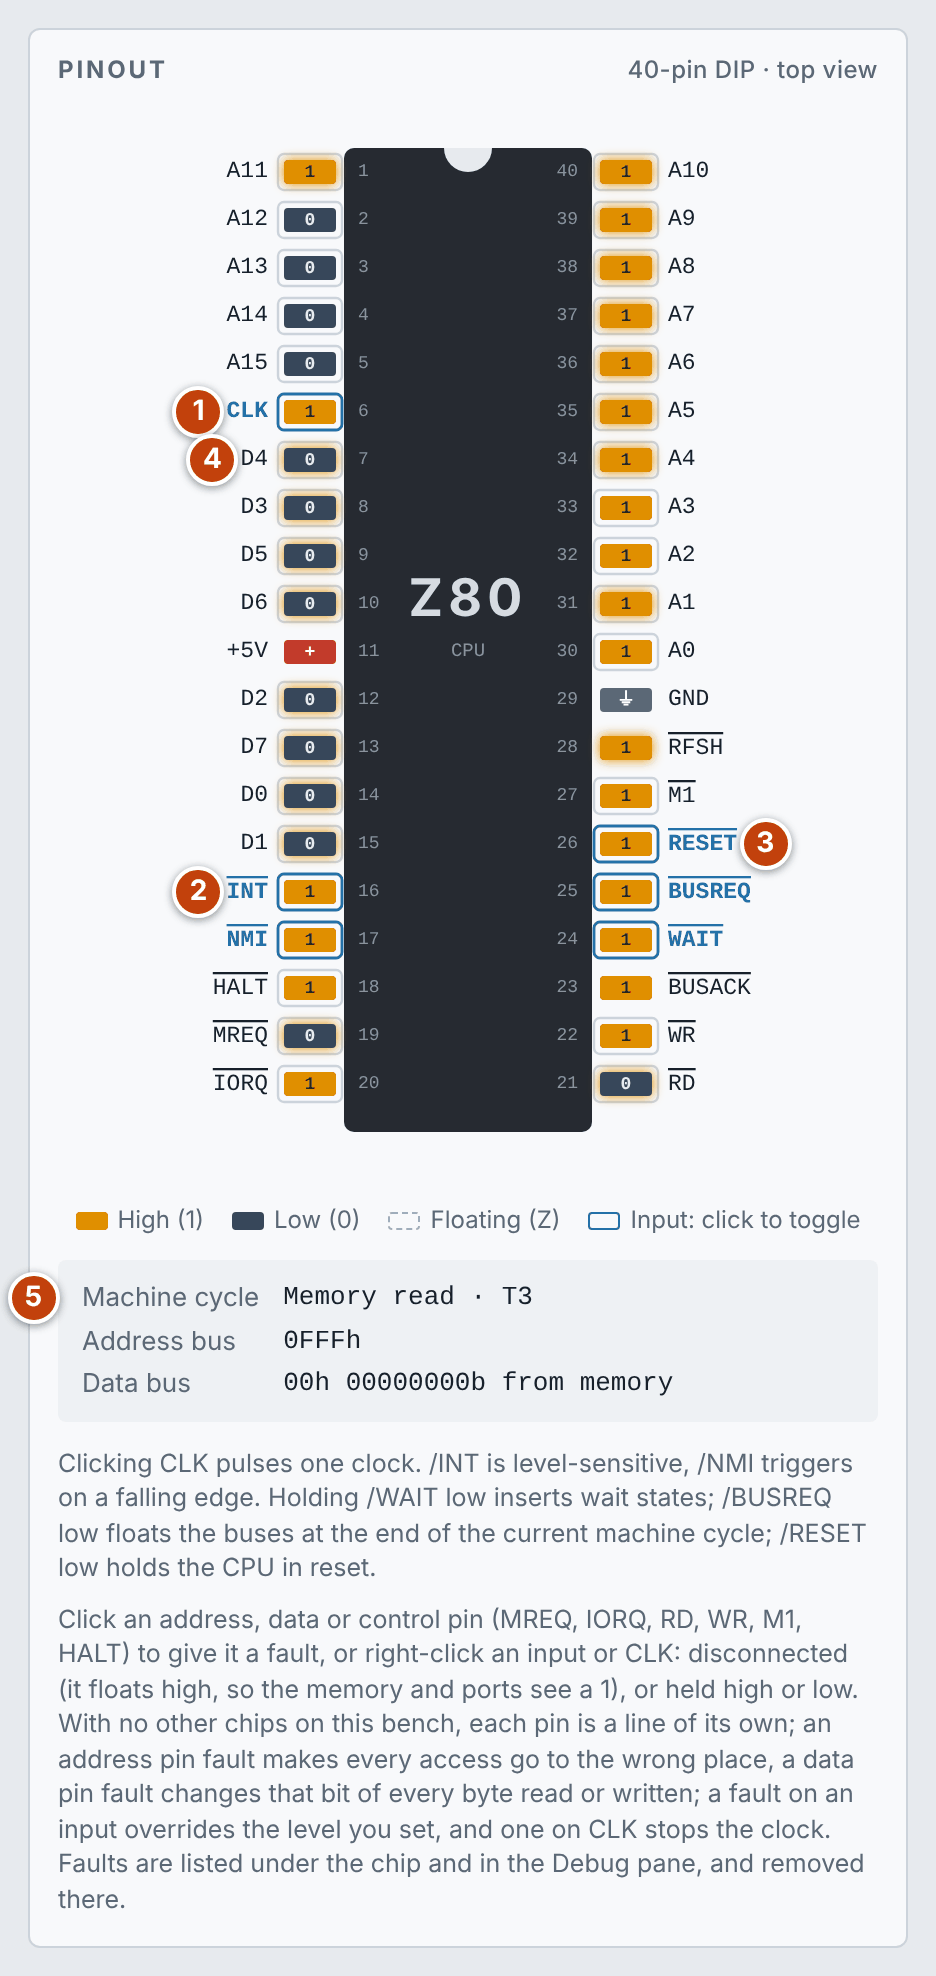 PINOUT 40-pin DIP · top view
A11 1 1 40 1 A10
A12 0 2 39 1 A9
A13 0 3 38 1 A8
A14 0 4 37 1 A7
A15 0 5 36 1 A6
1 CLK 1 6 35 1 A5
4 D4 0 7 34 1 A4
D3 0 8 33 1 A3
D5 0 9 32 1 A2
Z80
D6 0 10 31 1 A1
+5V + 11 CPU 30 1 A0
D2 0 12 29 GND
D7 0 13 28 1 RFSH
D0 0 14 27 1 M1
D1 0 15 26 1 RESET 3
2 INT 1 16 25 1 BUSREQ
NMI 1 17 24 1 WAIT
HALT 1 18 23 1 BUSACK
MREQ 0 19 22 1 WR
IORQ 1 20 21 0 RD
High (1) Low (0) Floating (Z) Input: click to toggle
5 Machine cycle Memory read · T3
Address bus 0FFFh
Data bus 00h 00000000b from memory
Clicking CLK pulses one clock. /INT is level-sensitive, /NMI triggers
on a falling edge. Holding /WAIT low inserts wait states; /BUSREQ
low floats the buses at the end of the current machine cycle; /RESET
low holds the CPU in reset.
Click an address, data or control pin (MREQ, IORQ, RD, WR, M1,
HALT) to give it a fault, or right-click an input or CLK: disconnected
(it floats high, so the memory and ports see a 1), or held high or low.
With no other chips on this bench, each pin is a line of its own; an
address pin fault makes every access go to the wrong place, a data
pin fault changes that bit of every byte read or written; a fault on an
input overrides the level you set, and one on CLK stops the clock.
Faults are listed under the chip and in the Debug pane, and removed
there.